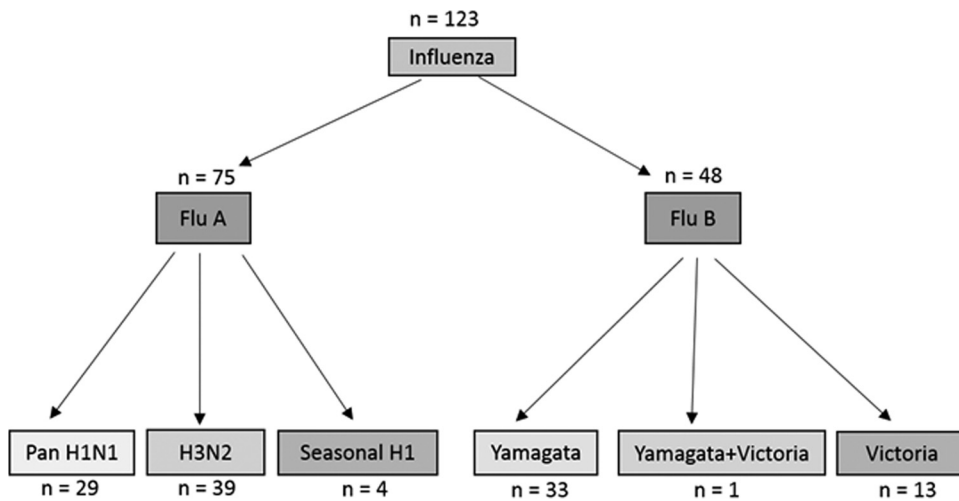 n = 123
Influenza
n = 75
n = 48
Flu A
Flu B
Pan H1N1
H3N2
Seasonal H1
Yamagata
Yamagata+Victoria
Victoria
n = 29
n = 39
n = 4
n = 33
n = 1
n = 13